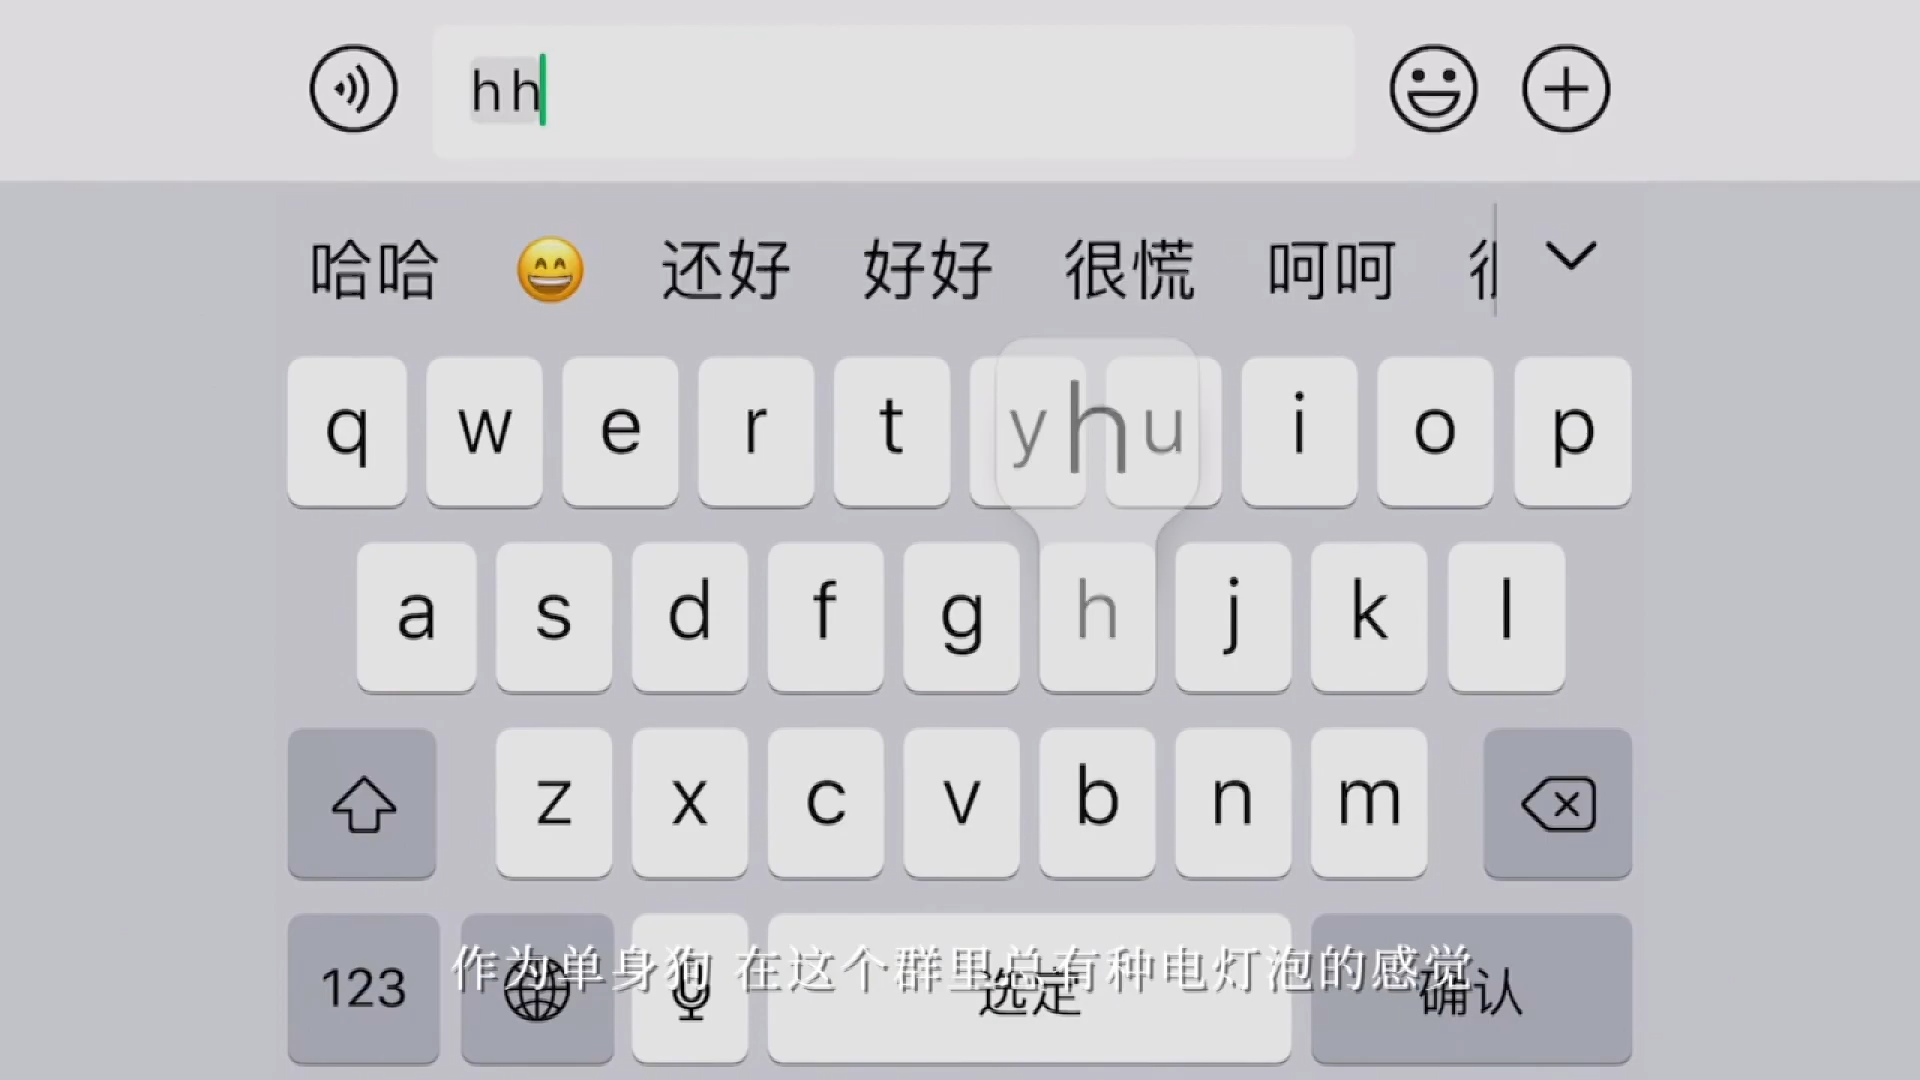 h h
哈哈 😄 还好 好好 很慌 呵呵
q w e r t y h u i o p
a s d f g h j k l
z x c v b n m
123 选定 确认
作为单身狗 在这个群里总有种电灯泡的感觉